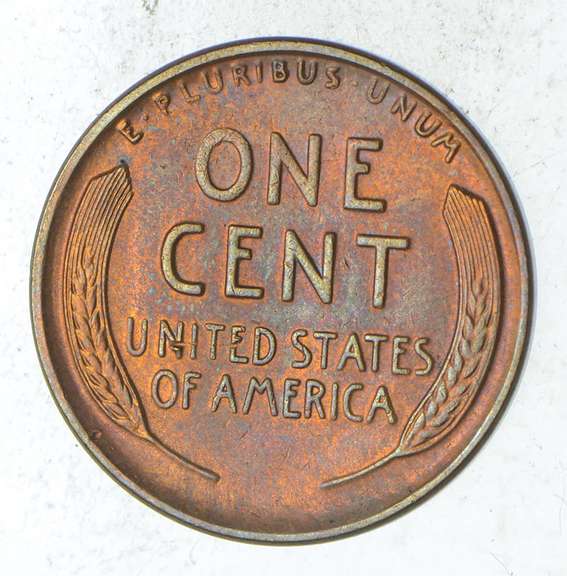 E·PLURIBUS·UNUM
ONE
CENT
UNITED STATES
OF AMERICA